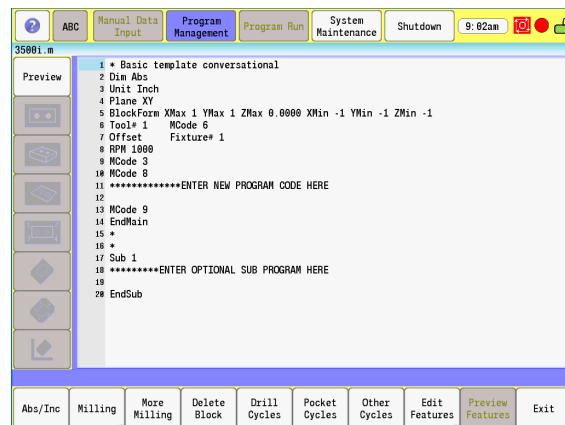 ?
ABC
Manual Data Input
Program Management
Program Run
System Maintenance
Shutdown
9:02am
3500i.m
Preview
1 * Basic template conversational
2 Dim Abs
3 Unit Inch
4 Plane XY
5 BlockForm XMax 1 YMax 1 ZMax 0.0000 XMin -1 YMin -1 ZMin -1
6 Tool# 1 MCode 6
7 Offset Fixture# 1
8 RPM 1000
9 MCode 3
10 MCode 8
11 *************ENTER NEW PROGRAM CODE HERE
12
13 MCode 9
14 EndMain
15 *
16 *
17 Sub 1
18 *********ENTER OPTIONAL SUB PROGRAM HERE
19
20 EndSub
Abs/Inc
Milling
More Milling
Delete Block
Drill Cycles
Pocket Cycles
Other Cycles
Edit Features
Preview Features
Exit